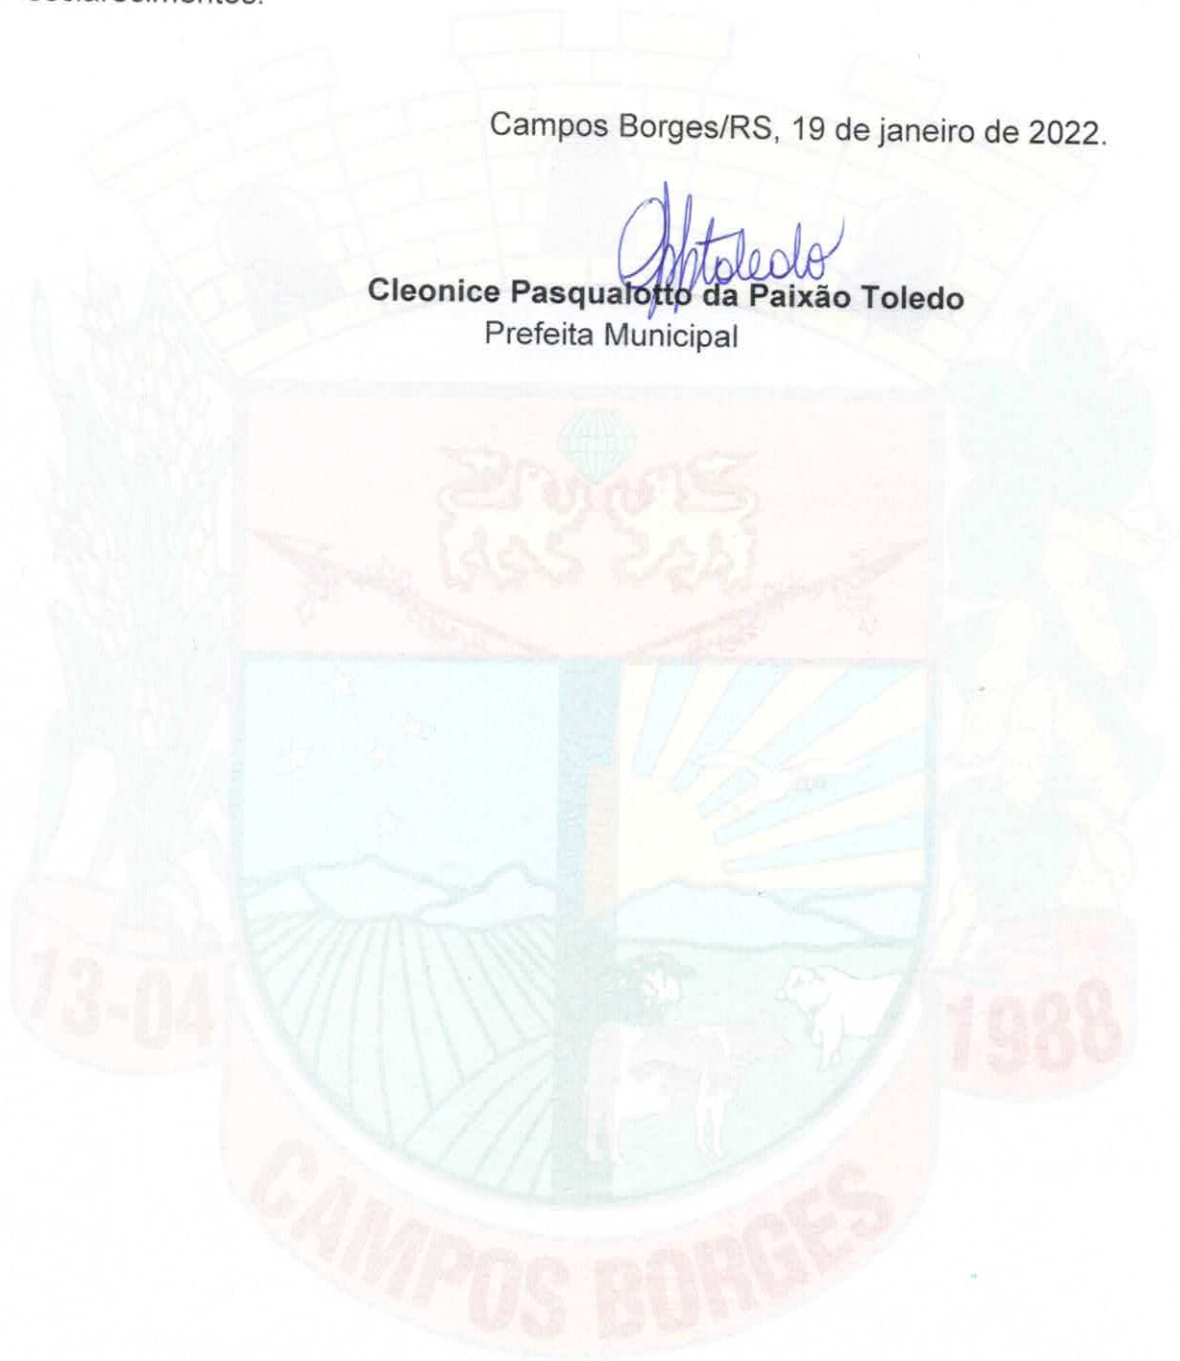 Campos Borges/RS, 19 de janeiro de 2022.
Cleonice Pasqualotto da Paixão Toledo
Prefeita Municipal
13-04
1988
CAMPOS BORGES